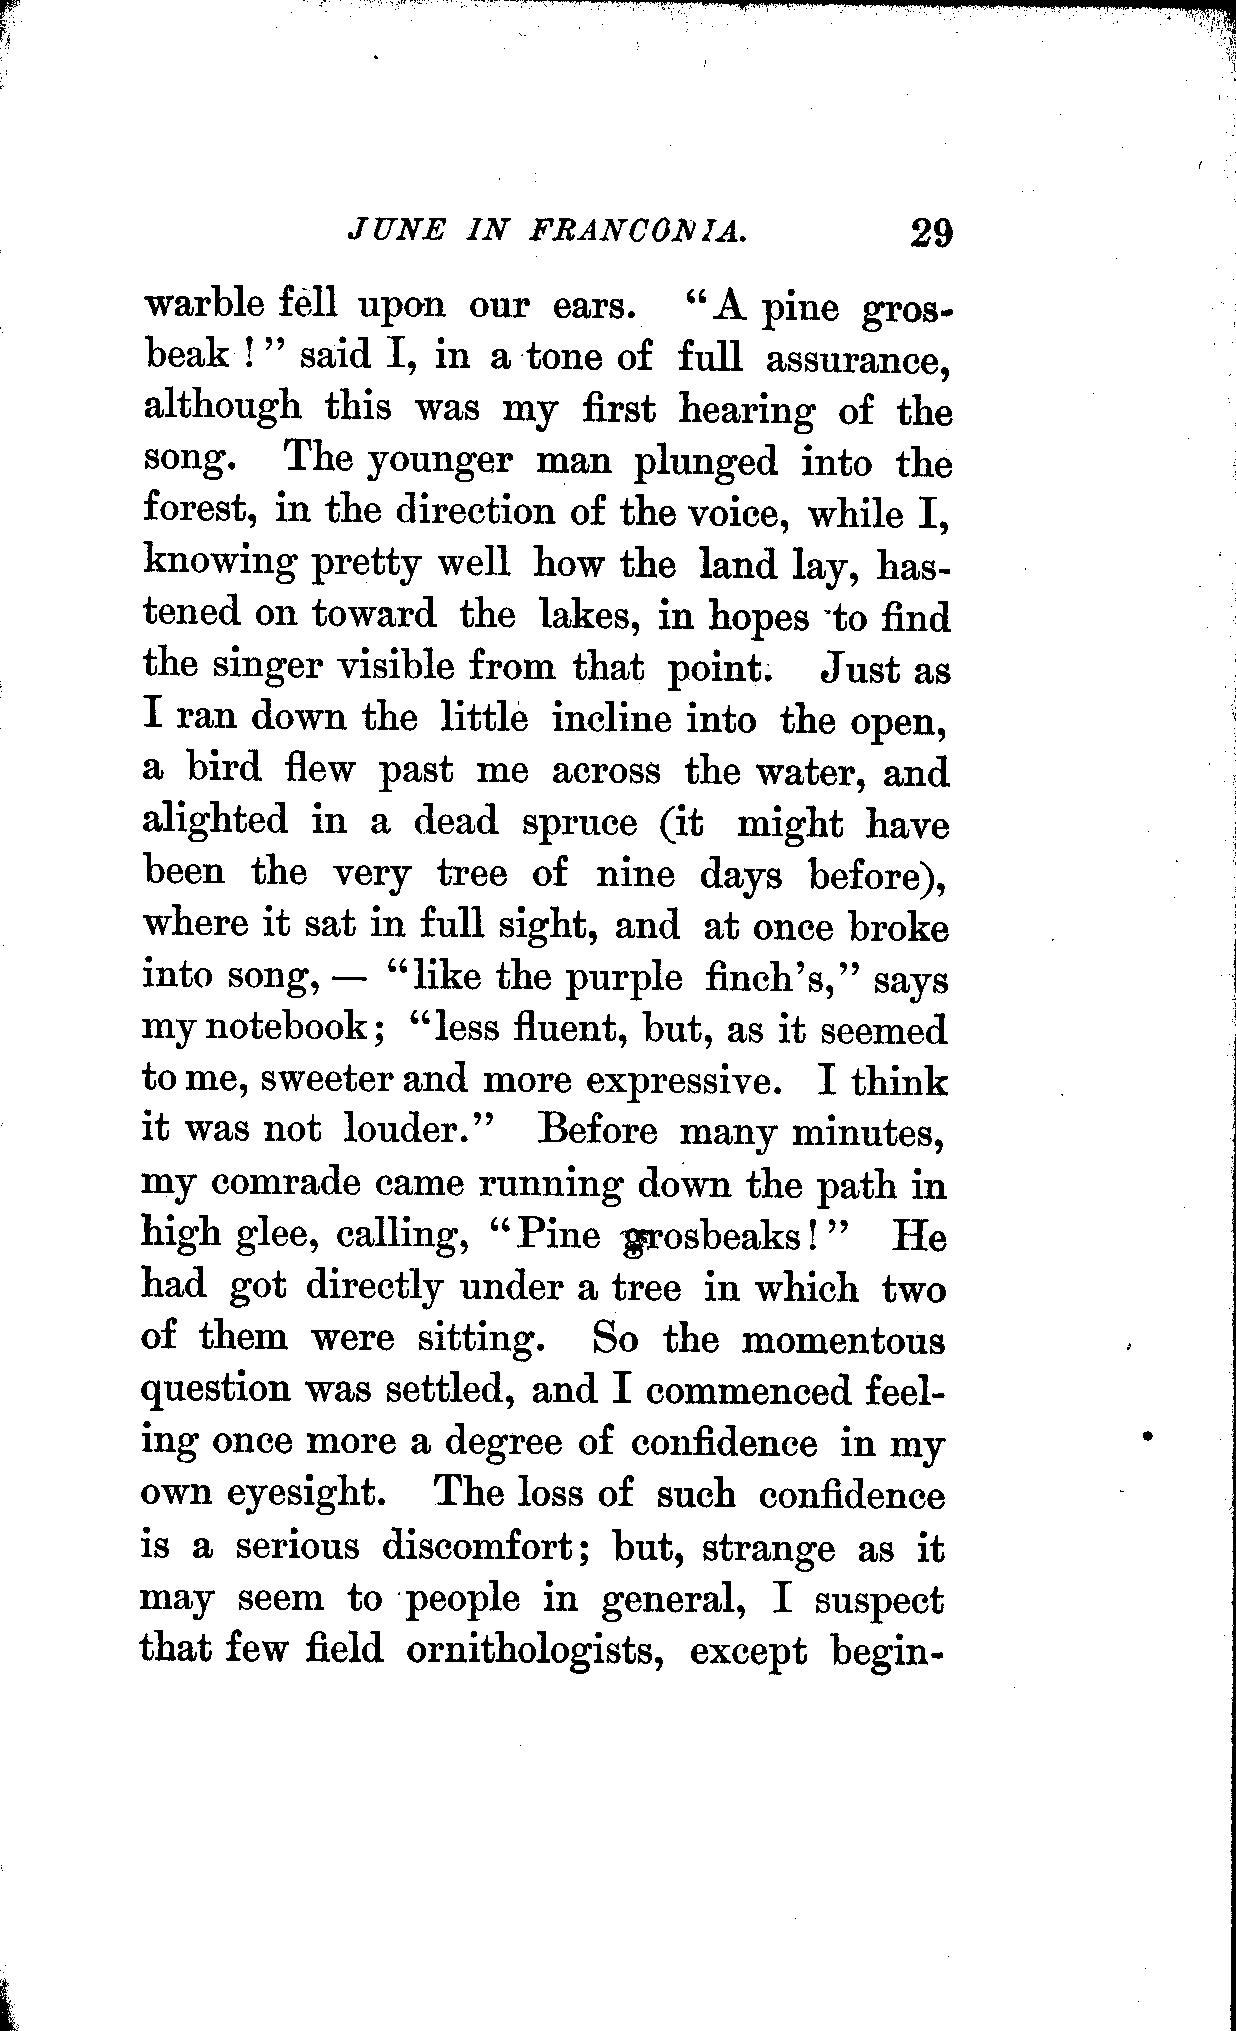 JUNE IN FRANCONIA. 29
warble fell upon our ears. "A pine gros-
beak!" said I, in a tone of full assurance,
although this was my first hearing of the
song. The younger man plunged into the
forest, in the direction of the voice, while I,
knowing pretty well how the land lay, has-
tened on toward the lakes, in hopes to find
the singer visible from that point. Just as
I ran down the little incline into the open,
a bird flew past me across the water, and
alighted in a dead spruce (it might have
been the very tree of nine days before),
where it sat in full sight, and at once broke
into song, — "like the purple finch's," says
my notebook; "less fluent, but, as it seemed
to me, sweeter and more expressive. I think
it was not louder." Before many minutes,
my comrade came running down the path in
high glee, calling, "Pine grosbeaks!" He
had got directly under a tree in which two
of them were sitting. So the momentous
question was settled, and I commenced feel-
ing once more a degree of confidence in my
own eyesight. The loss of such confidence
is a serious discomfort; but, strange as it
may seem to people in general, I suspect
that few field ornithologists, except begin-